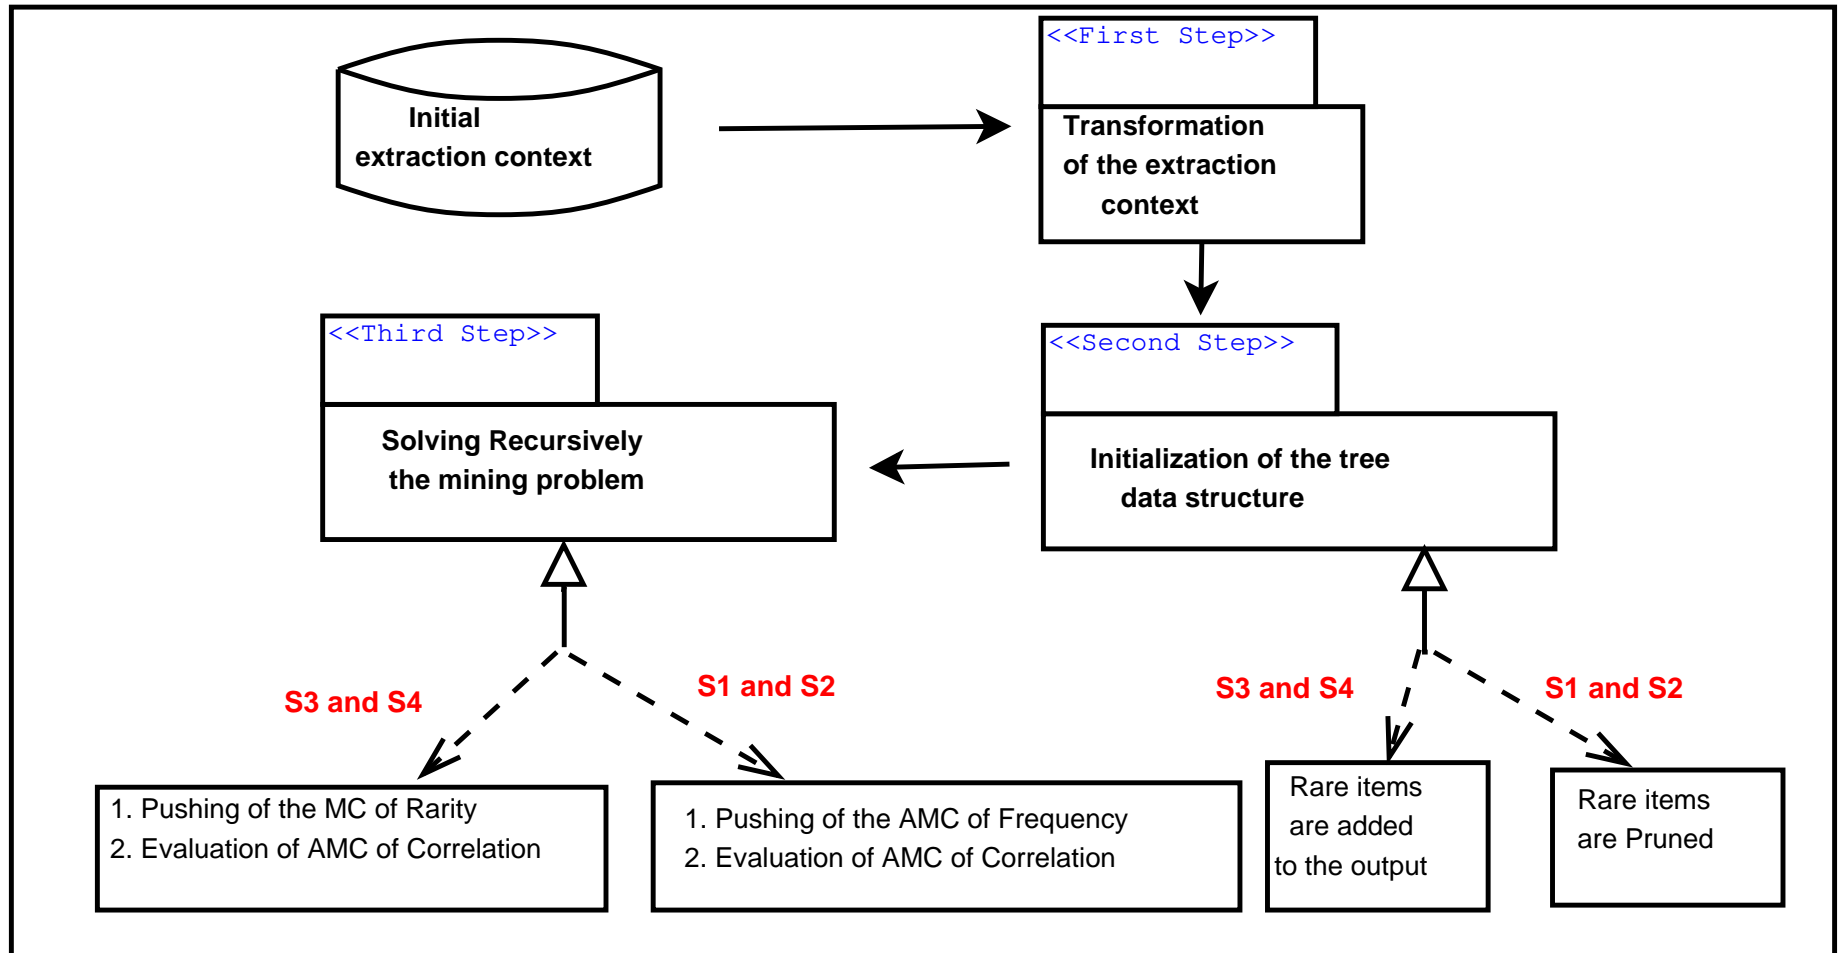 Initial
extraction context
<<First Step>>
Transformation
of the extraction
context
<<Second Step>>
Initialization of the tree
data structure
<<Third Step>>
Solving Recursively
the mining problem
S3 and S4
S1 and S2
1. Pushing of the MC of Rarity
2. Evaluation of AMC of Correlation
1. Pushing of the AMC of Frequency
2. Evaluation of AMC of Correlation
S3 and S4
S1 and S2
Rare items
are added
to the output
Rare items
are Pruned